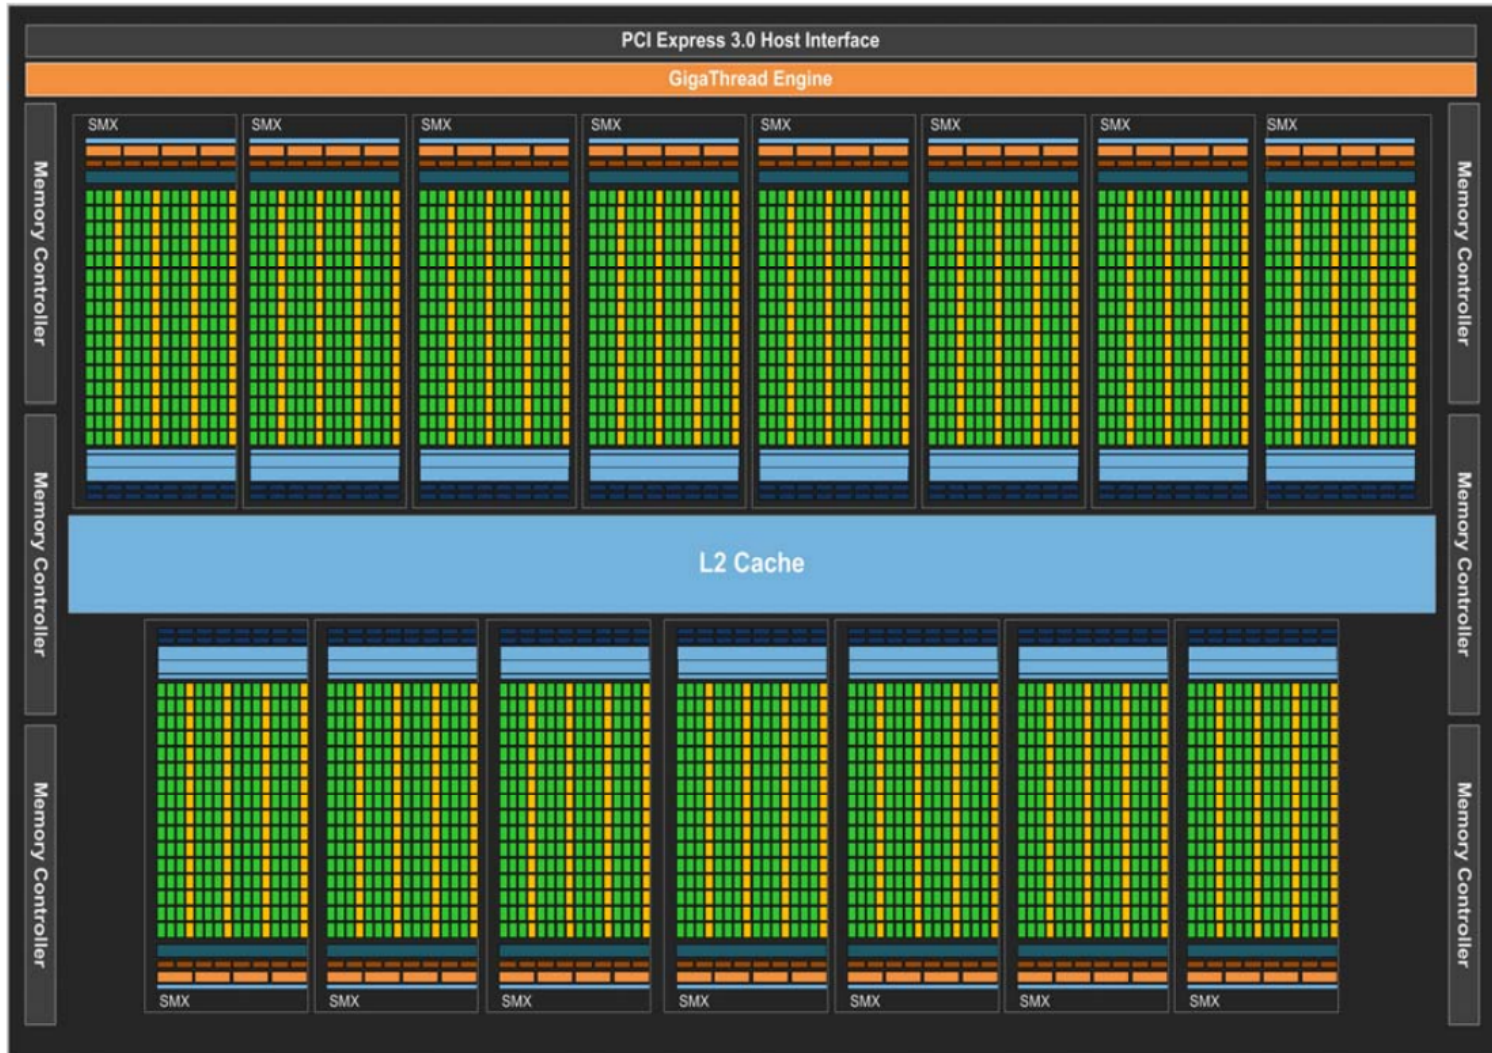 PCI Express 3.0 Host Interface
GigaThread Engine
SMX
SMX
SMX
SMX
SMX
SMX
SMX
SMX
Memory Controller
Memory Controller
Memory Controller
Memory Controller
L2 Cache
Memory Controller
Memory Controller
SMX
SMX
SMX
SMX
SMX
SMX
SMX